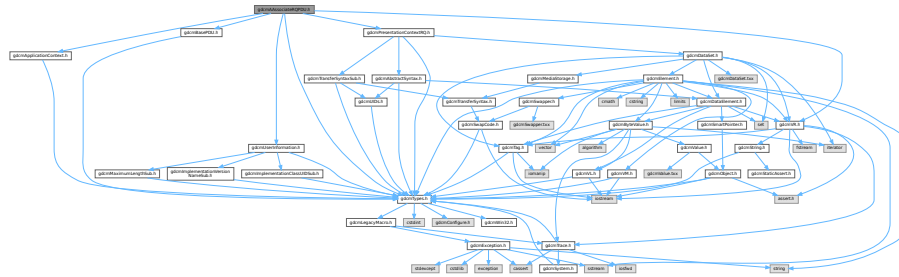 gdcmAAssociateRQPDU.h
gdcmBasePDU.h
gdcmPresentationContextRQ.h
gdcmApplicationContext.h
gdcmDataSet.h
gdcmTransferSyntaxSub.h
gdcmAbstractSyntax.h
gdcmMediaStorage.h
gdcmElement.h
gdcmDataSet.txx
gdcmUIDs.h
gdcmTransferSyntax.h
gdcmSwapper.h
cmath
cstring
limits
gdcmDataElement.h
gdcmSwapCode.h
gdcmSwapper.txx
gdcmByteValue.h
gdcmSmartPointer.h
set
gdcmVR.h
gdcmUserInformation.h
gdcmTag.h
vector
algorithm
gdcmValue.h
gdcmString.h
fstream
iterator
gdcmMaximumLengthSub.h
gdcmImplementationVersion
NameSub.h
gdcmImplementationClassUIDSub.h
iomanip
gdcmVL.h
gdcmVM.h
gdcmValue.txx
gdcmObject.h
gdcmStaticAssert.h
gdcmTypes.h
iostream
assert.h
gdcmLegacyMacro.h
cstdint
gdcmConfigure.h
gdcmWin32.h
gdcmException.h
gdcmTrace.h
stdexcept
cstdlib
exception
cassert
gdcmSystem.h
sstream
iosfwd
string